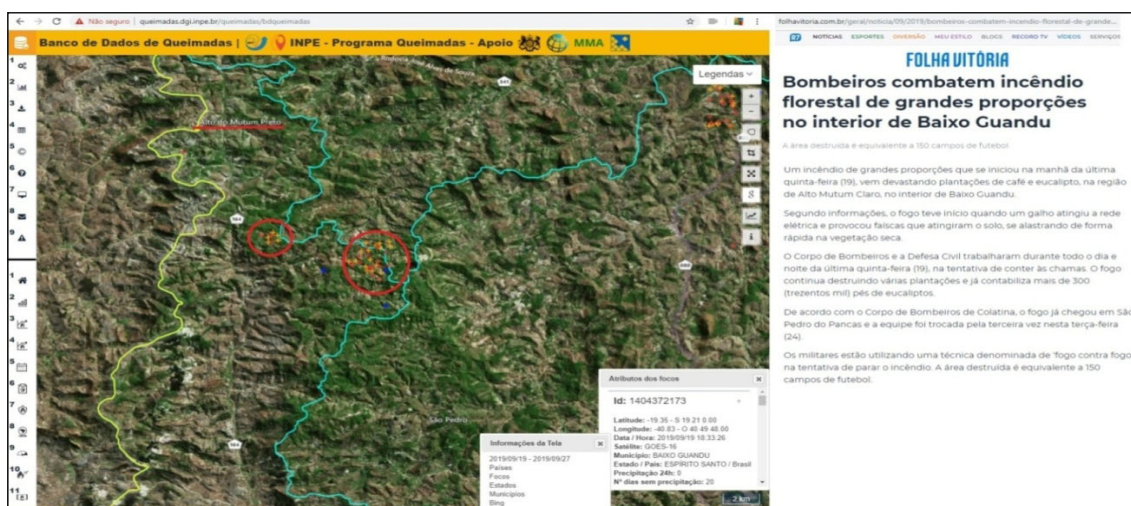 Não seguro | queimadas.dgi.inpe.br/queimadas/bdqueimadas
Banco de Dados de Queimadas | INPE - Programa Queimadas - Apoio MMA
Legendas
Alto do Mutum Preto
São Pedro
164
164
164
Informações da Tela
2019/09/19 - 2019/09/27
Países
Focos
Estados
Municípios
Bing
Atributos dos focos
Id: 1404372173
Latitude: -19.35 - S 19 21 0.00
Longitude: -40.83 - O 40 49 48.00
Data / Hora: 2019/09/19 18:33:26
Satélite: GOES-16
Município: BAIXO GUANDU
Estado / País: ESPÍRITO SANTO / Brasil
Precipitação 24h: 0
Nº dias sem precipitação: 20
2 km
folhavitoria.com.br/geral/noticia/09/2019/bombeiros-combatem-incendio-florestal-de-grande...
R7 NOTÍCIAS ESPORTES DIVERSÃO MEU ESTILO BLOGS RECORD TV VÍDEOS SERVIÇOS
FOLHA VITÓRIA
Bombeiros combatem incêndio
florestal de grandes proporções
no interior de Baixo Guandu
A área destruída é equivalente a 150 campos de futebol
Um incêndio de grandes proporções que se iniciou na manhã da última
quinta-feira (19), vem devastando plantações de café e eucalipto, na região
de Alto Mutum Claro, no interior de Baixo Guandu.
Segundo informações, o fogo teve início quando um galho atingiu a rede
elétrica e provocou faíscas que atingiram o solo, se alastrando de forma
rápida na vegetação seca.
O Corpo de Bombeiros e a Defesa Civil trabalharam durante todo o dia e
noite da última quinta-feira (19), na tentativa de conter às chamas. O fogo
continua destruindo várias plantações e já contabiliza mais de 300
(trezentos mil) pés de eucaliptos.
De acordo com o Corpo de Bombeiros de Colatina, o fogo já chegou em São
Pedro do Pancas e a equipe foi trocada pela terceira vez nesta terça-feira
(24).
Os militares estão utilizando uma técnica denominada de 'fogo contra fogo'
na tentativa de parar o incêndio. A área destruída é equivalente a 150
campos de futebol.